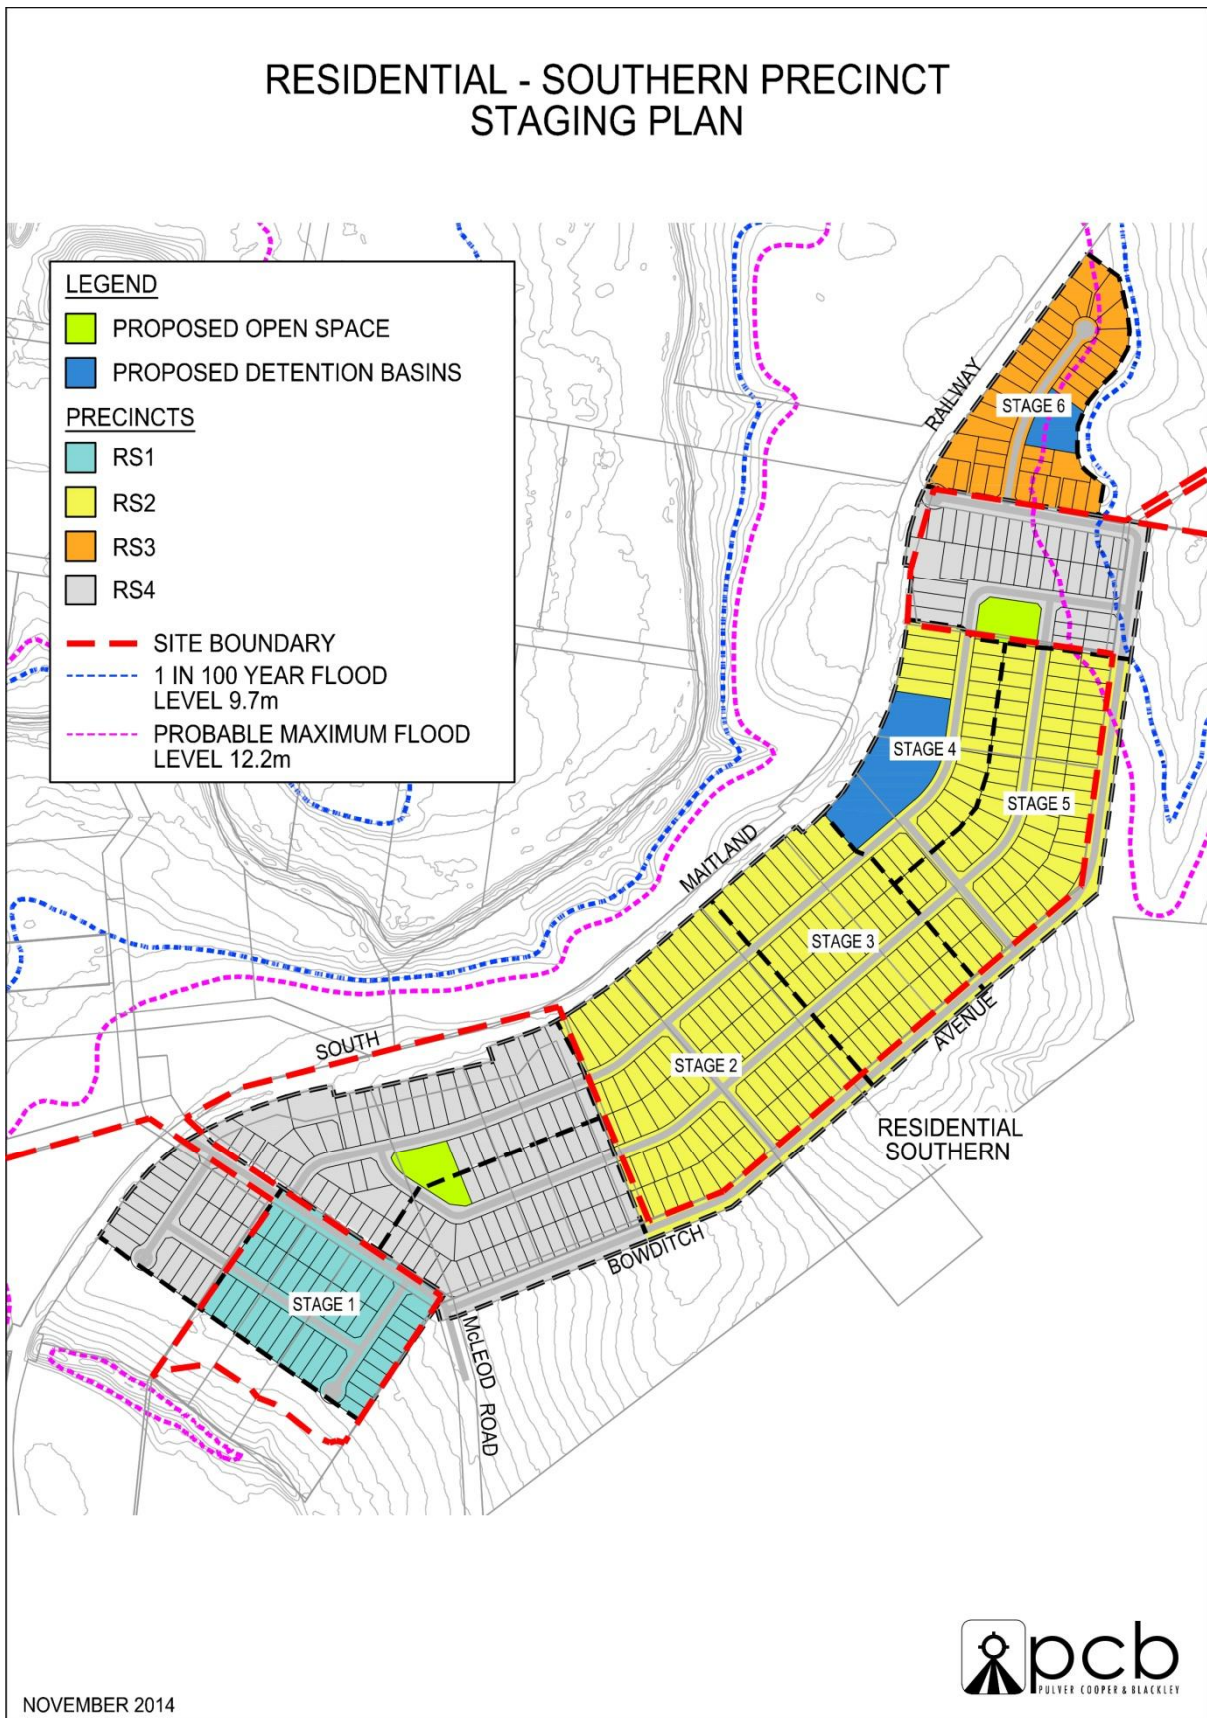 RESIDENTIAL - SOUTHERN PRECINCT
STAGING PLAN
LEGEND
PROPOSED OPEN SPACE
PROPOSED DETENTION BASINS
PRECINCTS
RS1
RS2
RS3
RS4
SITE BOUNDARY
1 IN 100 YEAR FLOOD
LEVEL 9.7m
PROBABLE MAXIMUM FLOOD
LEVEL 12.2m
RAILWAY
STAGE 6
STAGE 4
STAGE 5
MAITLAND
STAGE 3
AVENUE
SOUTH
STAGE 2
RESIDENTIAL
SOUTHERN
BOWDITCH
STAGE 1
McLEOD ROAD
pcb
PULVER COOPER & BLACKLEY
NOVEMBER 2014